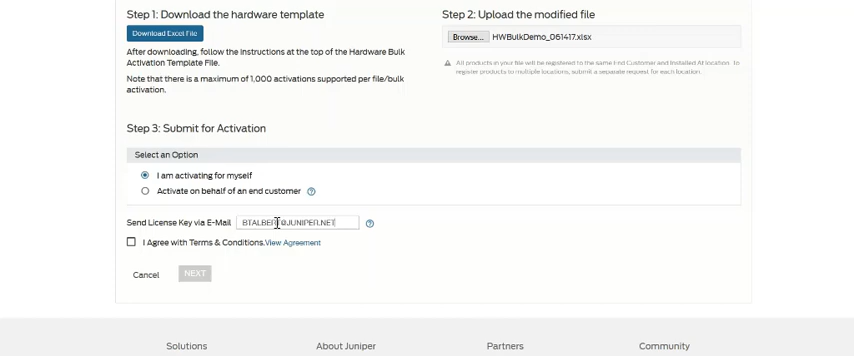 Step 1: Download the hardware template
Download Excel File
After downloading, follow the instructions at the top of the Hardware Bulk
Activation Template File.
Note that there is a maximum of 1,000 activations supported per file/bulk
activation.
Step 2: Upload the modified file
Browse... HWBulkDemo_061417.xlsx
All products in your file will be registered to the same End Customer and Installed At location. To
register products in multiple locations, submit a separate request for each location.
Step 3: Submit for Activation
Select an Option
I am activating for myself
Activate on behalf of an end customer ?
Send License Key via E-Mail @JUNIPER.NET ?
I Agree with Terms & Conditions.View Agreement
Cancel NEXT
Solutions About Juniper Partners Community